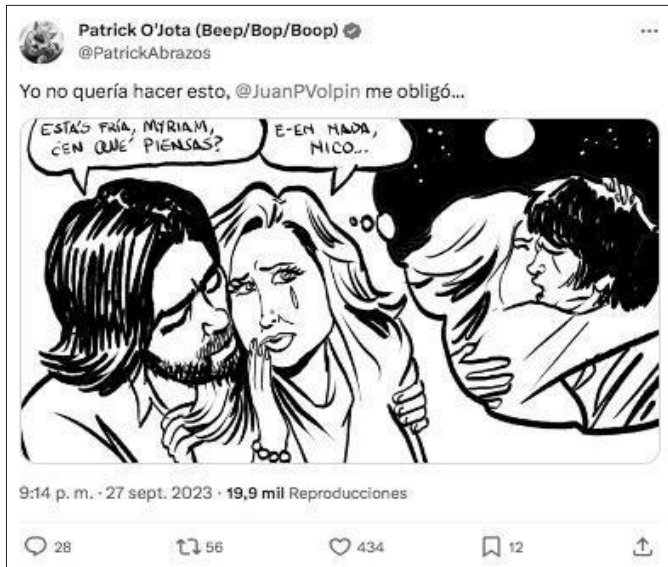 Patrick O'Jota (Beep/Bop/Boop)
@PatrickAbrazos
Yo no quería hacer esto, @JuanPVolpin me obligó...
ESTÁS FRÍA, MYRIAM,
¿EN QUÉ PIENSAS?
E-EN NADA,
NICO...
9:14 p. m. · 27 sept. 2023 · 19,9 mil Reproducciones
28 56 434 12